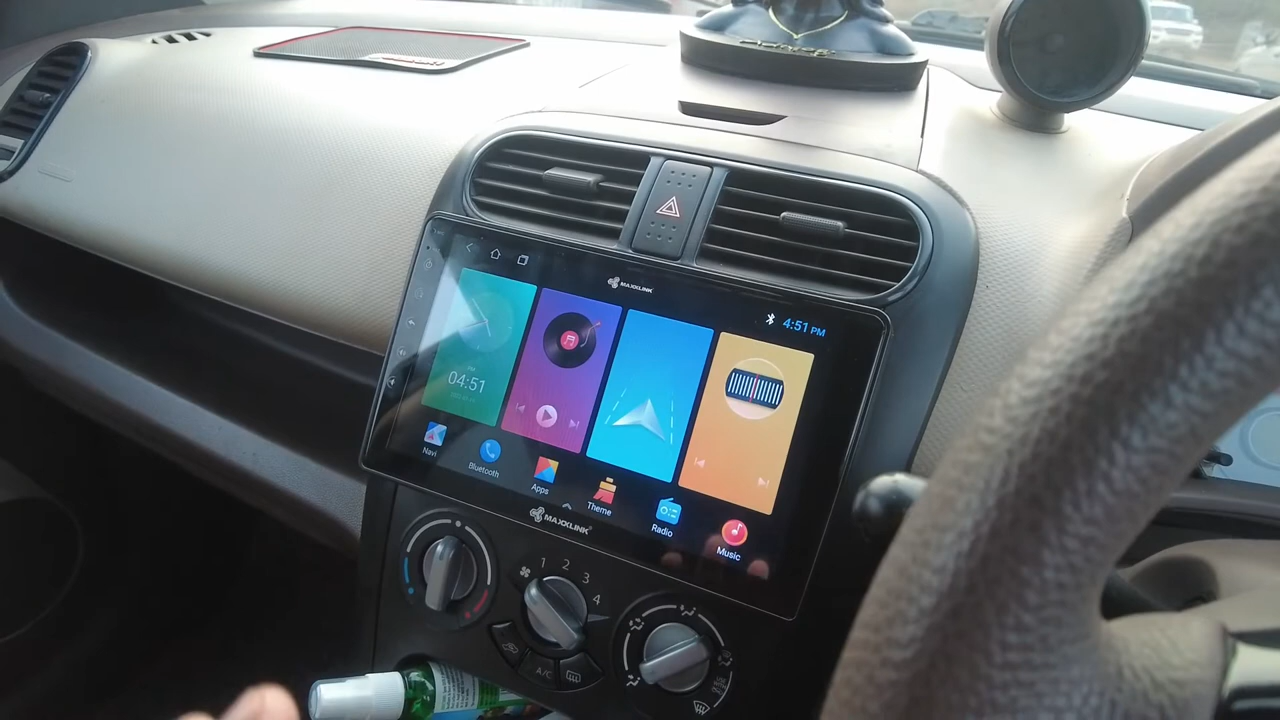 MAXXLINK
4:51 PM
04:51
Navi
Bluetooth
Apps
Theme
Radio
Music
MAXXLINK
1 2 3 4
A/C